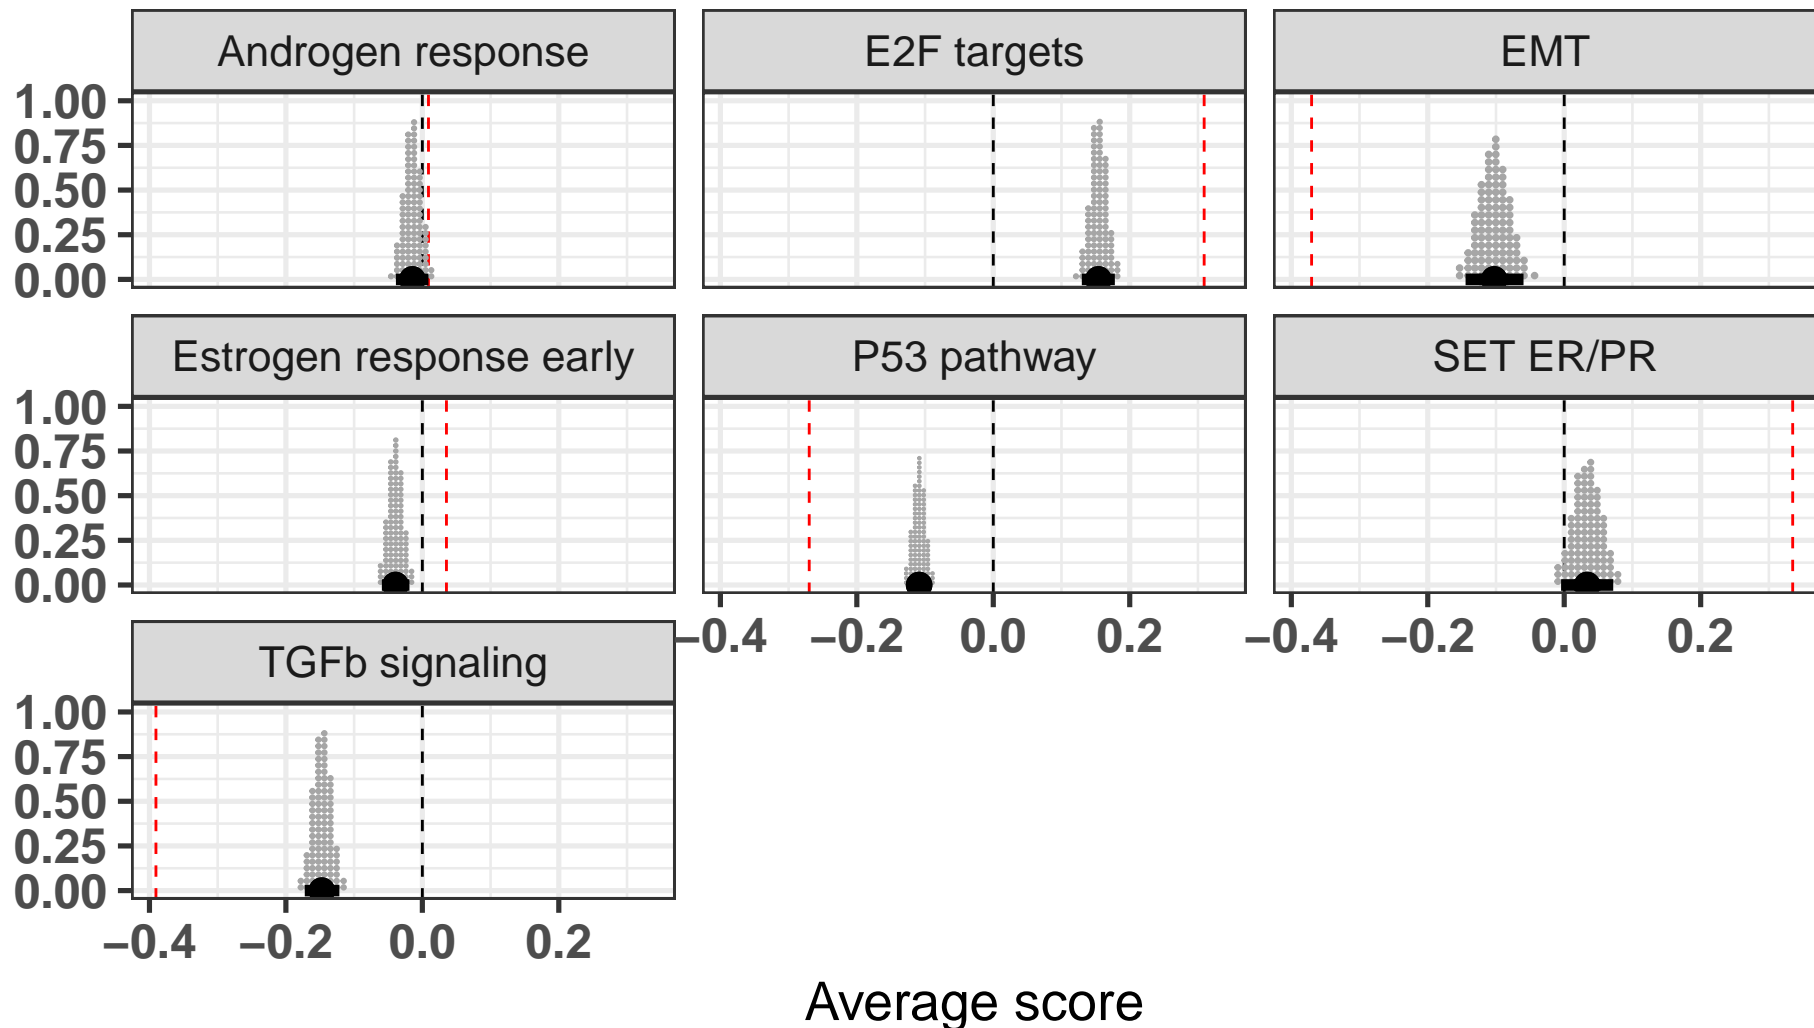 Androgen response E2F targets EMT
1.00
0.75
0.50
0.25
0.00
Estrogen response early P53 pathway SET ER/PR
1.00
0.75
0.50
0.25
0.00
−0.4 −0.2 0.0 0.2 −0.4 −0.2 0.0 0.2
TGFb signaling
1.00
0.75
0.50
0.25
0.00
−0.4 −0.2 0.0 0.2
Average score